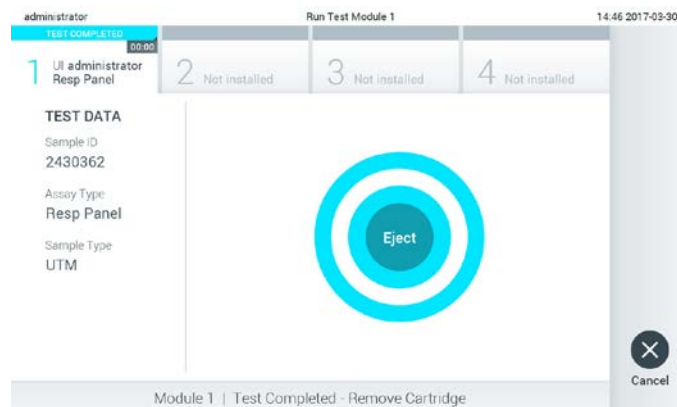 administrator Run Test Module 1 14:46 2017-03-30
TEST COMPLETED
00:00
1 UI administrator
Resp Panel
2 Not installed
3 Not installed
4 Not installed
TEST DATA
Sample ID
2430362
Assay Type
Resp Panel
Sample Type
UTM
Eject
Cancel
Module 1 | Test Completed - Remove Cartridge